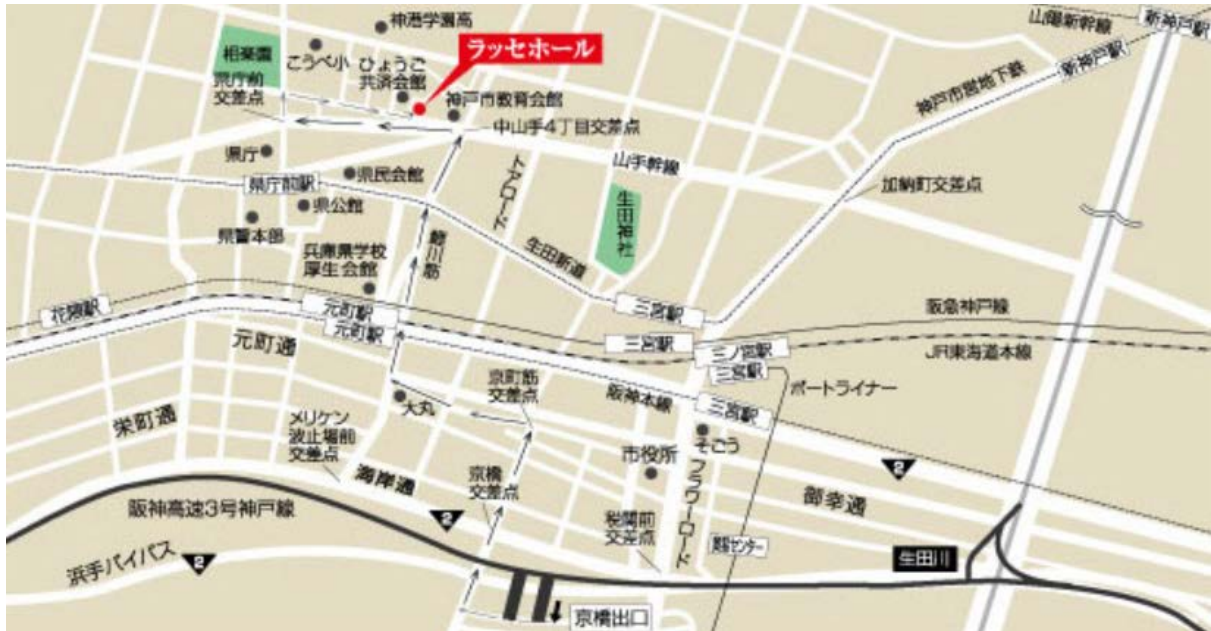 神港学園高
山陽新幹線
新神戸駅
相楽園
こうべ小
ひょうご
共済会館
ラッセホール
新神戸駅
県庁前
交差点
神戸市教育会館
神戸市営地下鉄
中山手4丁目交差点
県庁
山手幹線
県民会館
県庁前駅
トアロード
加納町交差点
県公館
生田神社
県警本部
鯉川筋
生田新道
兵庫県学校
厚生会館
花隈駅
元町駅
三宮駅
阪急神戸線
元町駅
元町通
三宮駅
三ノ宮駅
JR東海道本線
三宮駅
京町筋
交差点
ポートライナー
阪神本線
大丸
三宮駅
栄町通
メリケン
波止場前
交差点
そごう
市役所
2
海岸通
京橋
交差点
フラワーロード
御幸通
阪神高速3号神戸線
2
税関前
交差点
浜手バイパス
2
生田川
京橋出口